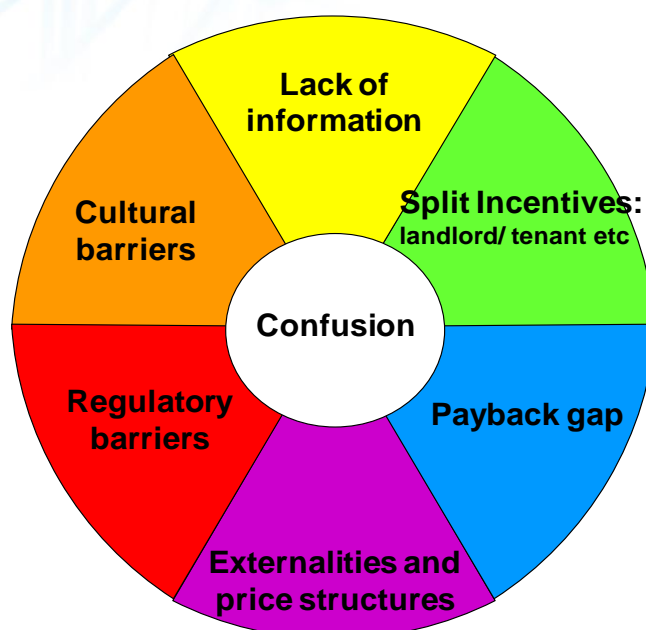 Lack of
information
Split Incentives:
landlord/ tenant etc
Cultural
barriers
Confusion
Regulatory
barriers
Payback gap
Externalities and
price structures